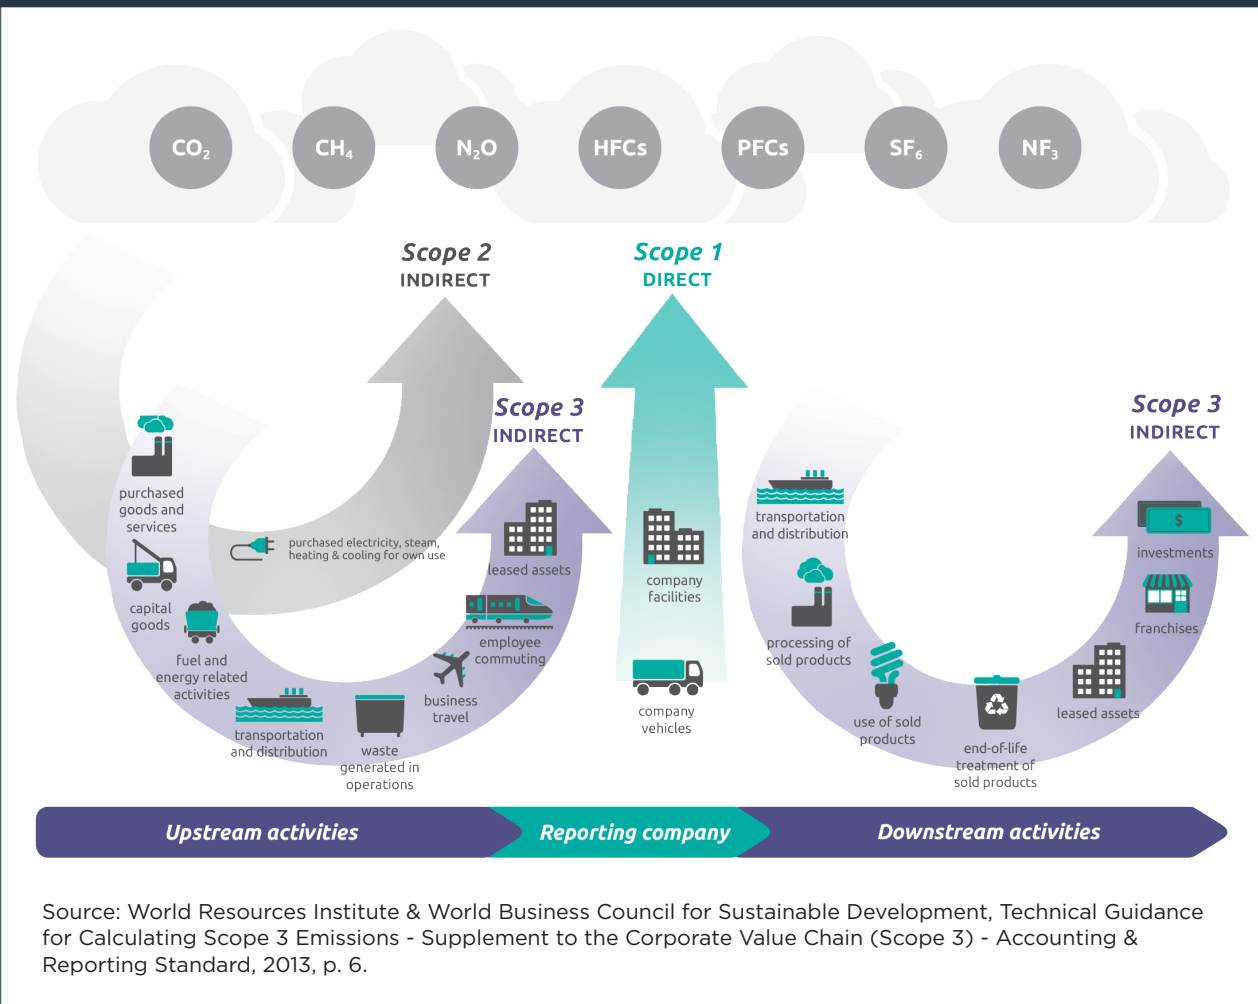 CO₂
CH₄
N₂O
HFCs
PFCs
SF₆
NF₃
Scope 2
INDIRECT
Scope 1
DIRECT
Scope 3
INDIRECT
Scope 3
INDIRECT
purchased
goods and
services
capital
goods
fuel and
energy related
activities
purchased electricity, steam,
heating & cooling for own use
transportation
and distribution
waste
generated in
operations
business
travel
employee
commuting
leased assets
company
facilities
company
vehicles
transportation
and distribution
processing of
sold products
use of sold
products
end-of-life
treatment of
sold products
leased assets
franchises
$
investments
Upstream activities
Reporting company
Downstream activities
Source: World Resources Institute & World Business Council for Sustainable Development, Technical Guidance
for Calculating Scope 3 Emissions - Supplement to the Corporate Value Chain (Scope 3) - Accounting &
Reporting Standard, 2013, p. 6.